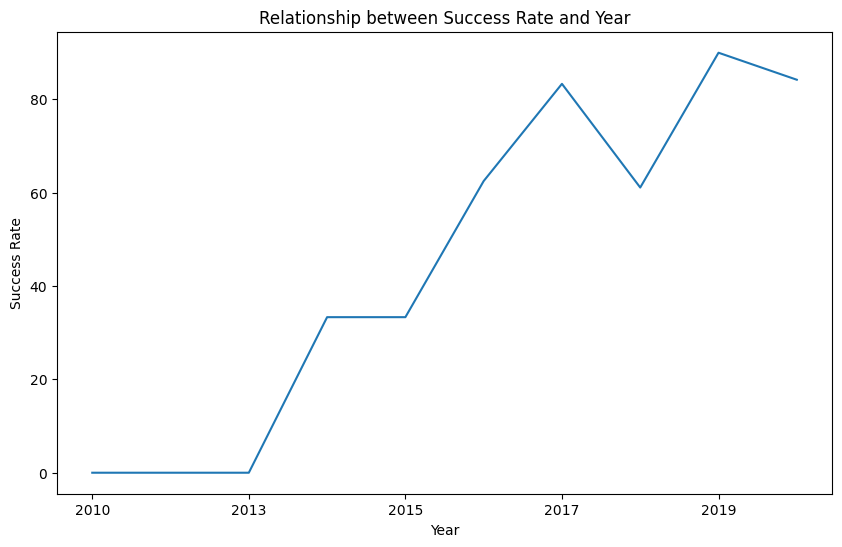 Relationship between Success Rate and Year
80
60
40
20
0
Success Rate
2010 2013 2015 2017 2019
Year